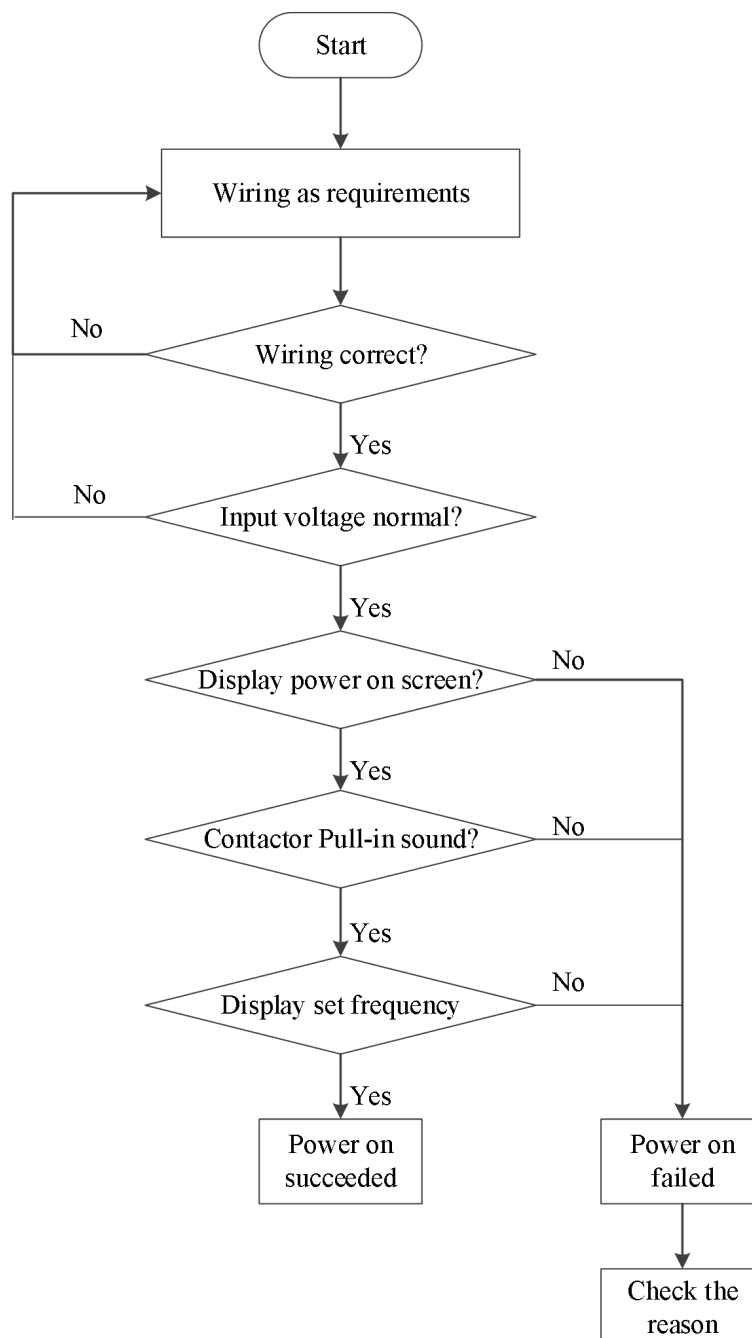 Start
Wiring as requirements
No
Wiring correct?
Yes
No
Input voltage normal?
Yes
No
Display power on screen?
Yes
Contactor Pull-in sound?
No
Yes
No
Display set frequency
Yes
Power on
succeeded
Power on
failed
Check the
reason